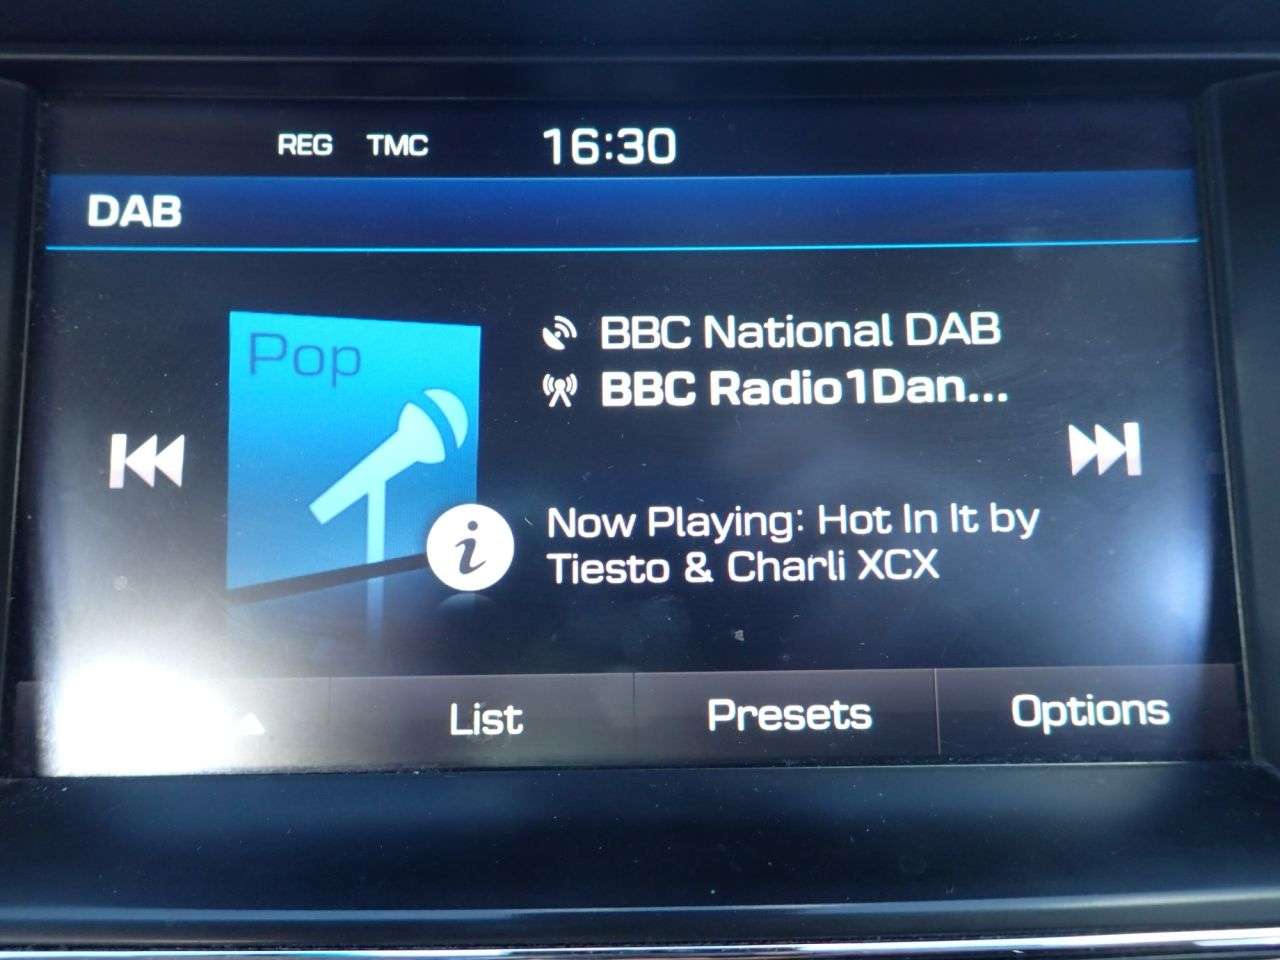 REG TMC 16:30
DAB
Pop
BBC National DAB
BBC Radio1Dan...
i
Now Playing: Hot In It by
Tiesto & Charli XCX
List Presets Options